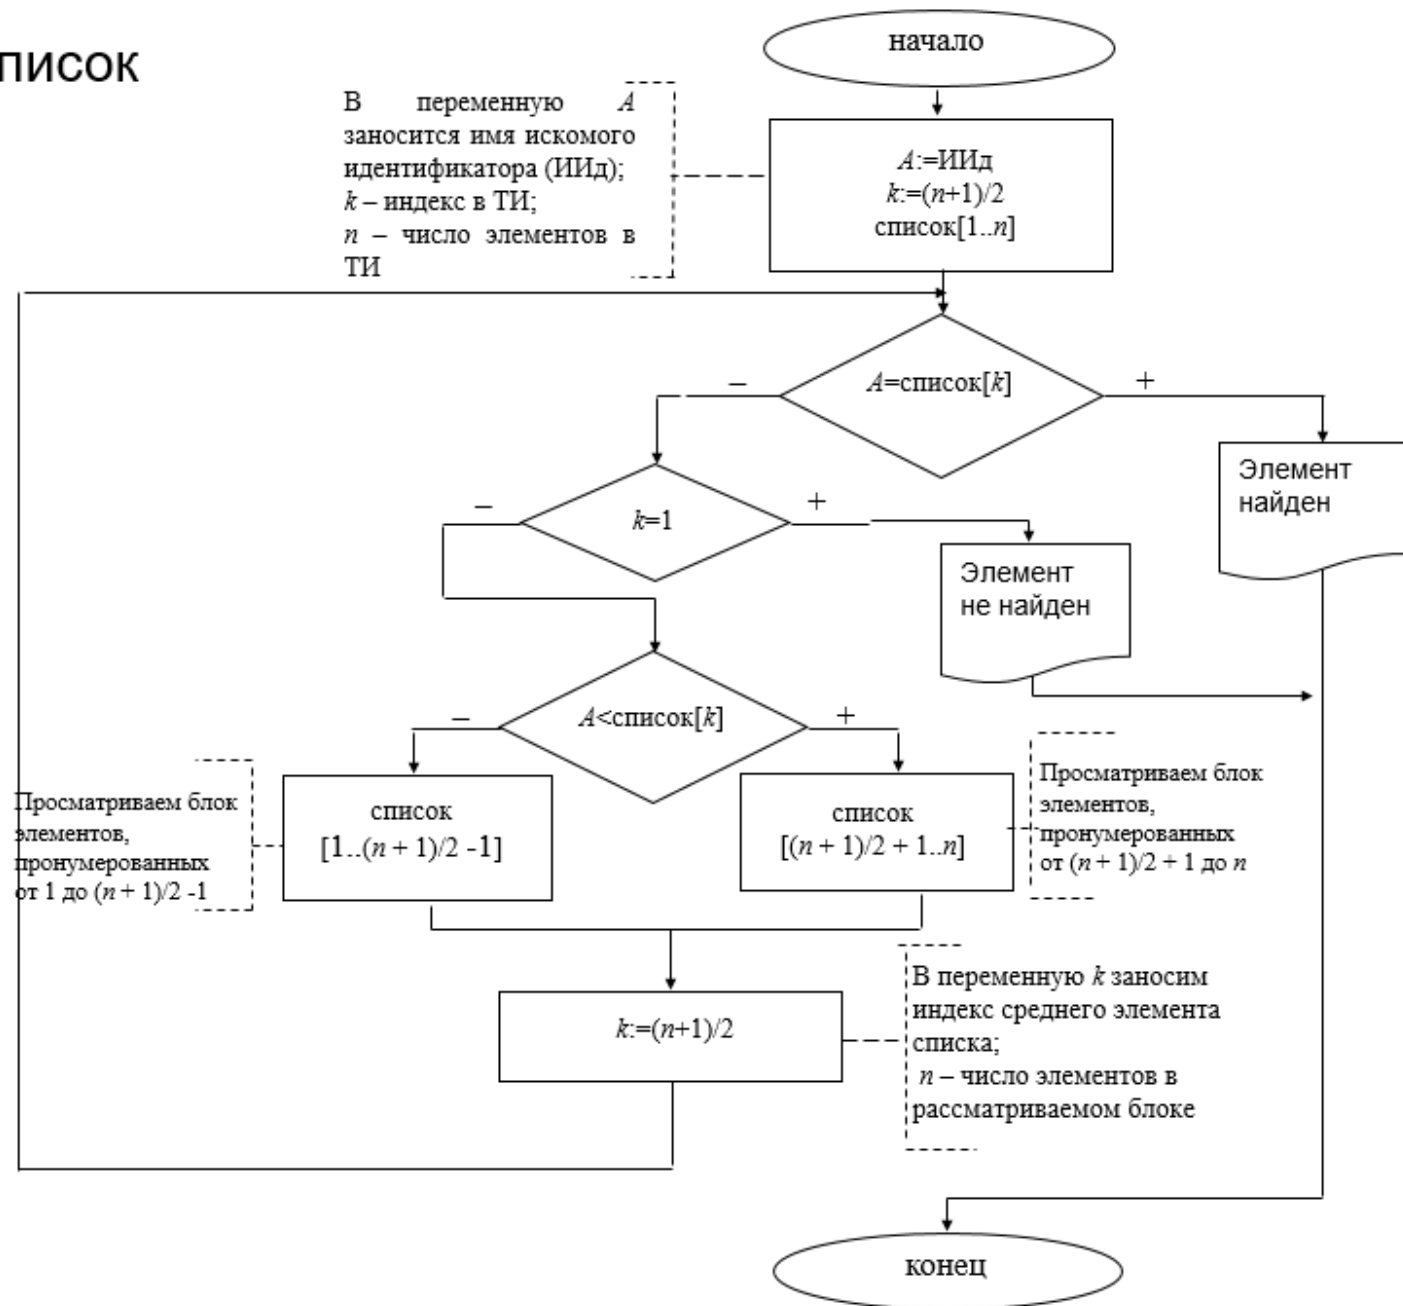 писок
начало
В переменную A
заносится имя искомого
идентификатора (ИИд);
k – индекс в ТИ;
n – число элементов в
ТИ
A:=ИИд
k:=(n+1)/2
список[1..n]
A=список[k]
–
+
Элемент
найден
k=1
–
+
Элемент
не найден
A<список[k]
–
+
Просматриваем блок
элементов,
пронумерованных
от 1 до (n + 1)/2 -1
список
[1..(n + 1)/2 -1]
список
[(n + 1)/2 + 1..n]
Просматриваем блок
элементов,
пронумерованных
от (n + 1)/2 + 1 до n
k:=(n+1)/2
В переменную k заносим
индекс среднего элемента
списка;
n – число элементов в
рассматриваемом блоке
конец